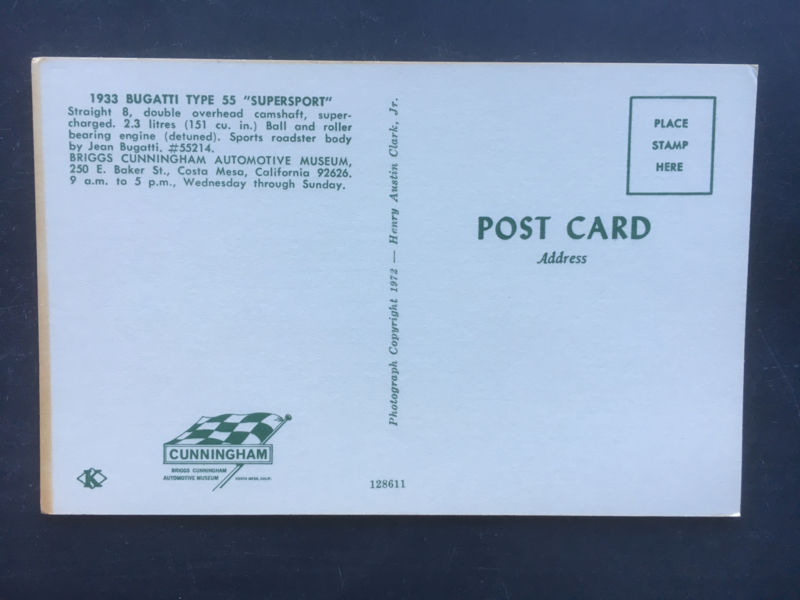 1933 BUGATTI TYPE 55 "SUPERSPORT"
Straight 8, double overhead camshaft, super-
charged. 2.3 litres (151 cu. in.) Ball and roller
bearing engine (detuned). Sports roadster body
by Jean Bugatti. #55214.
BRIGGS CUNNINGHAM AUTOMOTIVE MUSEUM,
250 E. Baker St., Costa Mesa, California 92626.
9 a.m. to 5 p.m., Wednesday through Sunday.
Photograph Copyright 1972 — Henry Austin Clark, Jr.
PLACE
STAMP
HERE
POST CARD
Address
CUNNINGHAM
BRIGGS CUNNINGHAM
AUTOMOTIVE MUSEUM COSTA MESA, CALIF.
K
128611